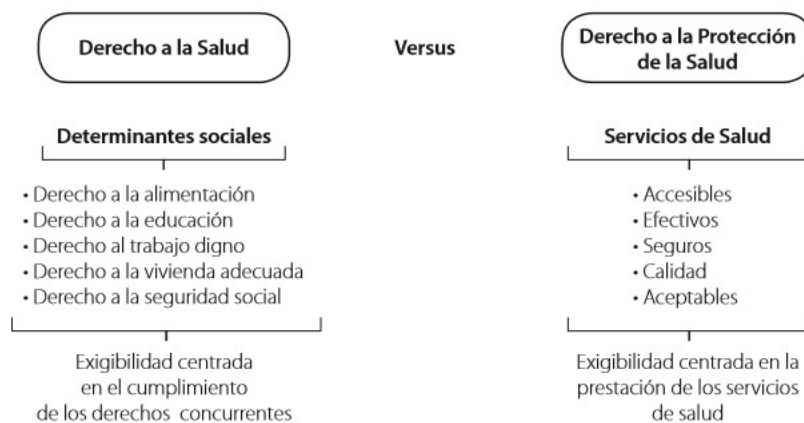 Derecho a la Salud
Versus
Derecho a la Protección
de la Salud
Determinantes sociales
• Derecho a la alimentación
• Derecho a la educación
• Derecho al trabajo digno
• Derecho a la vivienda adecuada
• Derecho a la seguridad social
Exigibilidad centrada
en el cumplimiento
de los derechos concurrentes
Servicios de Salud
• Accesibles
• Efectivos
• Seguros
• Calidad
• Aceptables
Exigibilidad centrada en la
prestación de los servicios
de salud